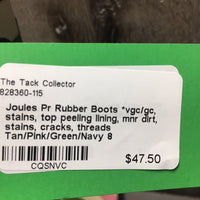 The Tack Collector
828360-115
Joules Pr Rubber Boots *vgc/gc,
stains, top peeling lining, mnr dirt,
stains, cracks, threads
Tan/Pink/Green/Navy 8
CQSNVC
$47.50